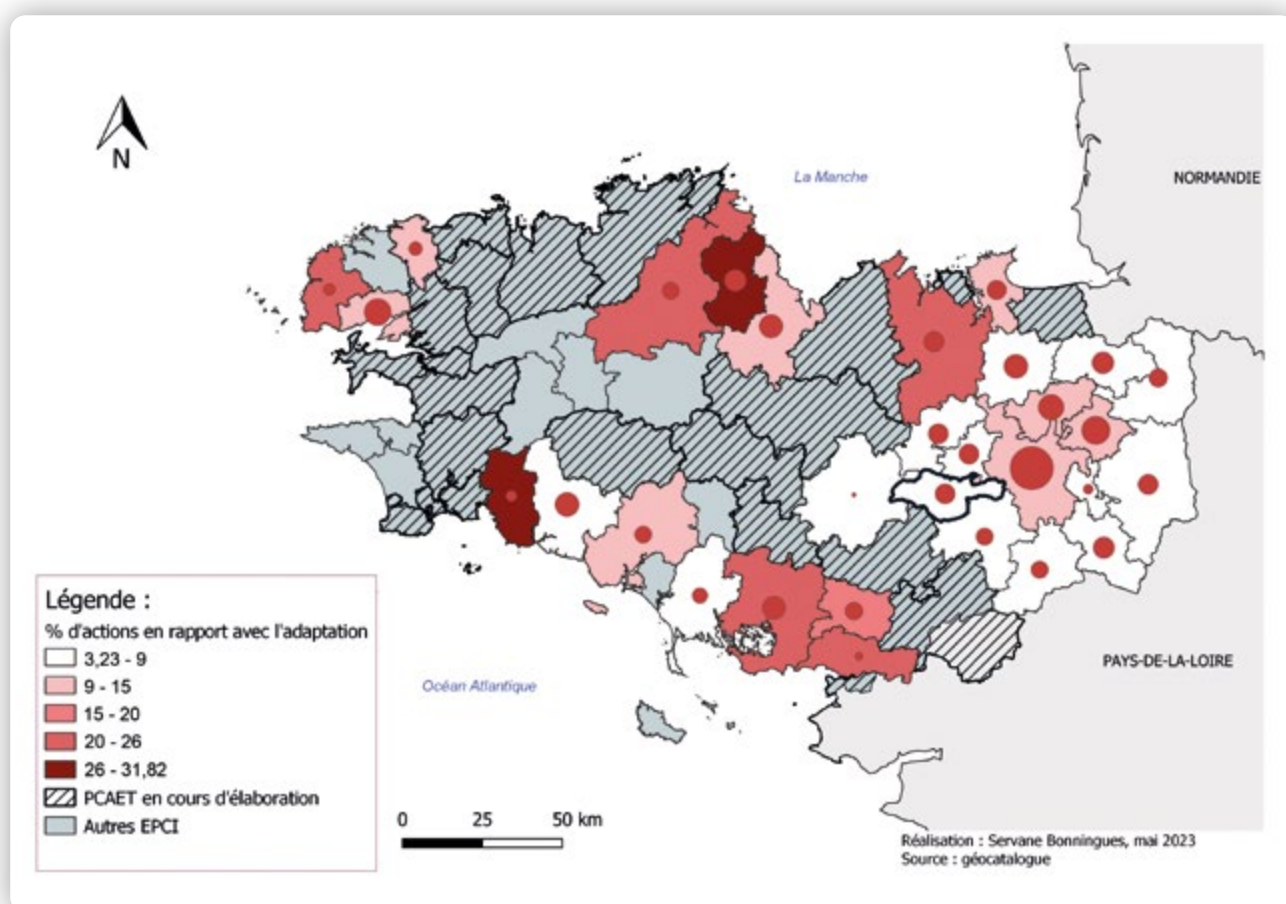 N
La Manche
NORMANDIE
Légende :
% d'actions en rapport avec l'adaptation
3,23 - 9
9 - 15
15 - 20
20 - 26
26 - 31,82
PCAET en cours d'élaboration
Autres EPCI
Océan Atlantique
PAYS-DE-LA-LOIRE
0 25 50 km
Réalisation : Servane Bonningues, mai 2023
Source : géocatalogue